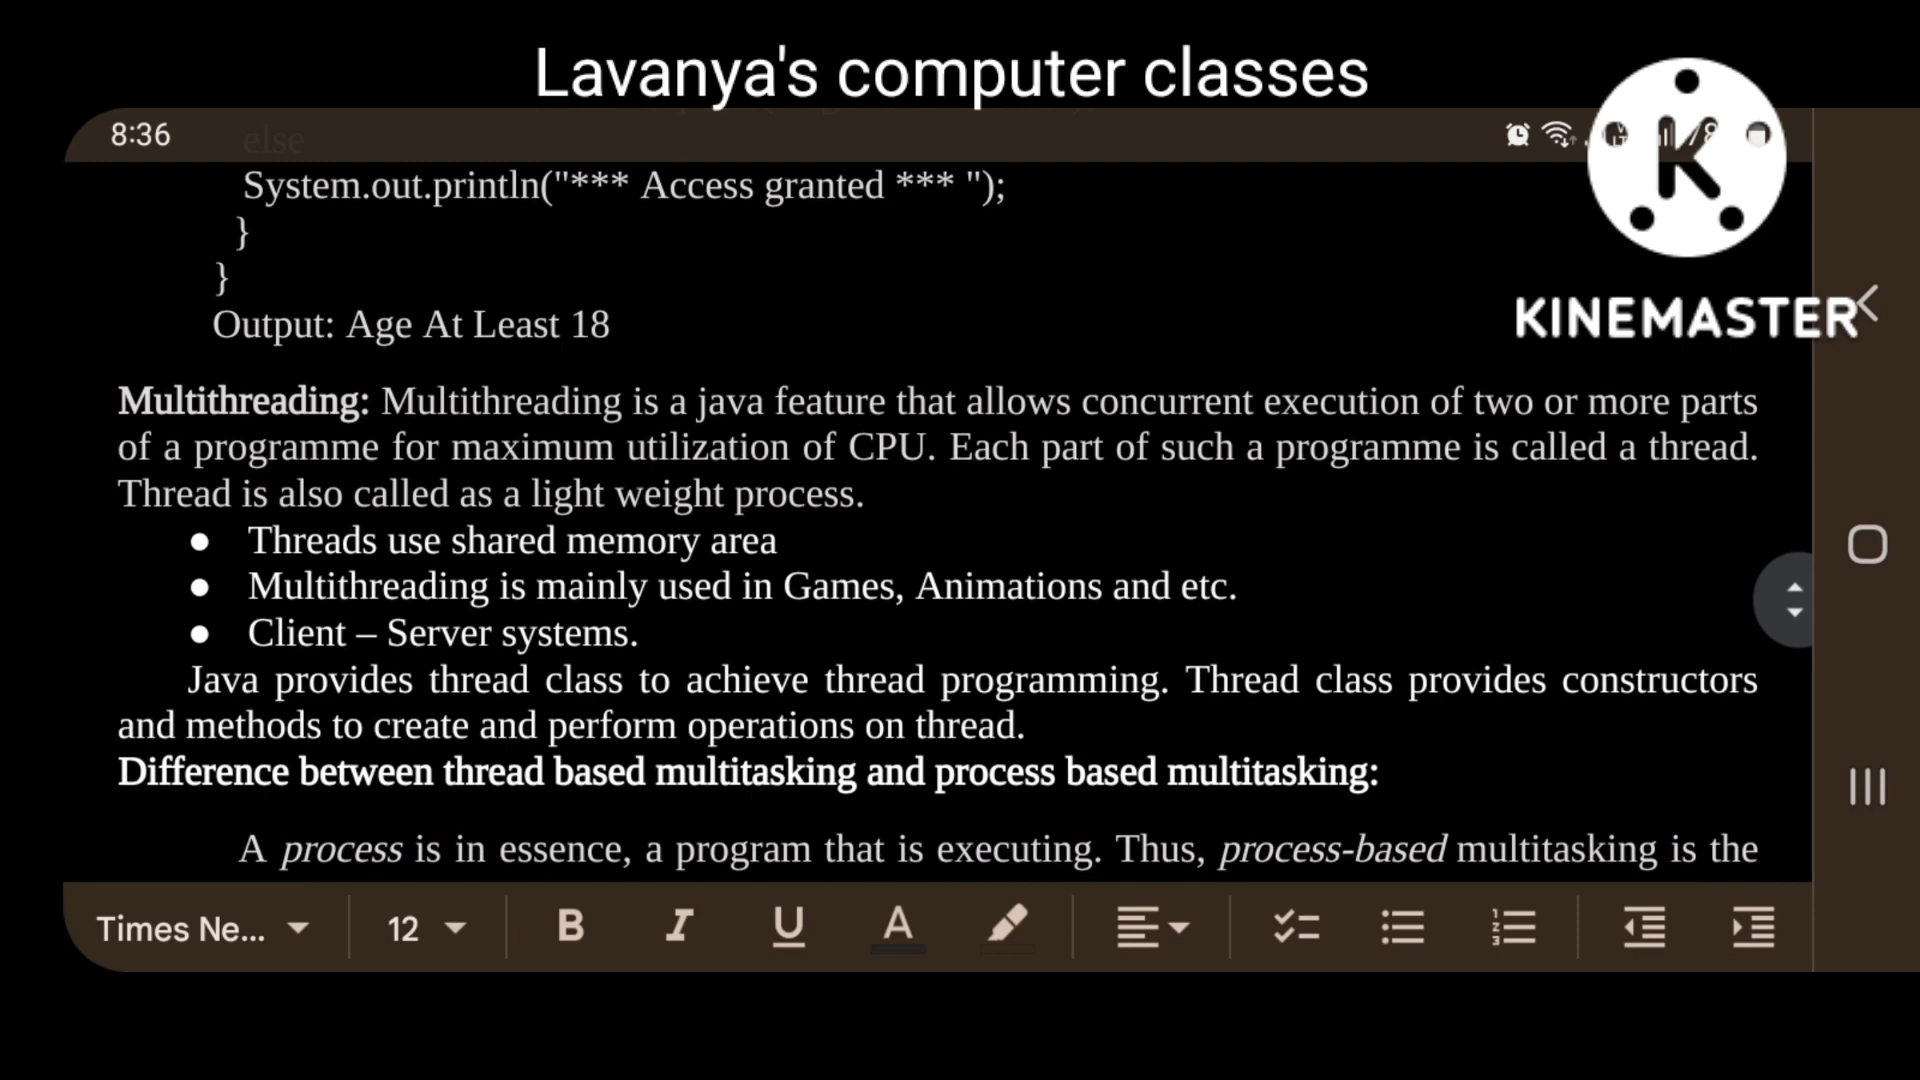 Lavanya's computer classes
8:36
else
System.out.println("*** Access granted *** ");
}
}
Output: Age At Least 18
KINEMASTER
Multithreading: Multithreading is a java feature that allows concurrent execution of two or more parts
of a programme for maximum utilization of CPU. Each part of such a programme is called a thread.
Thread is also called as a light weight process.
● Threads use shared memory area
● Multithreading is mainly used in Games, Animations and etc.
● Client – Server systems.
Java provides thread class to achieve thread programming. Thread class provides constructors
and methods to create and perform operations on thread.
Difference between thread based multitasking and process based multitasking:
A process is in essence, a program that is executing. Thus, process-based multitasking is the
Times Ne... 12 B I U A